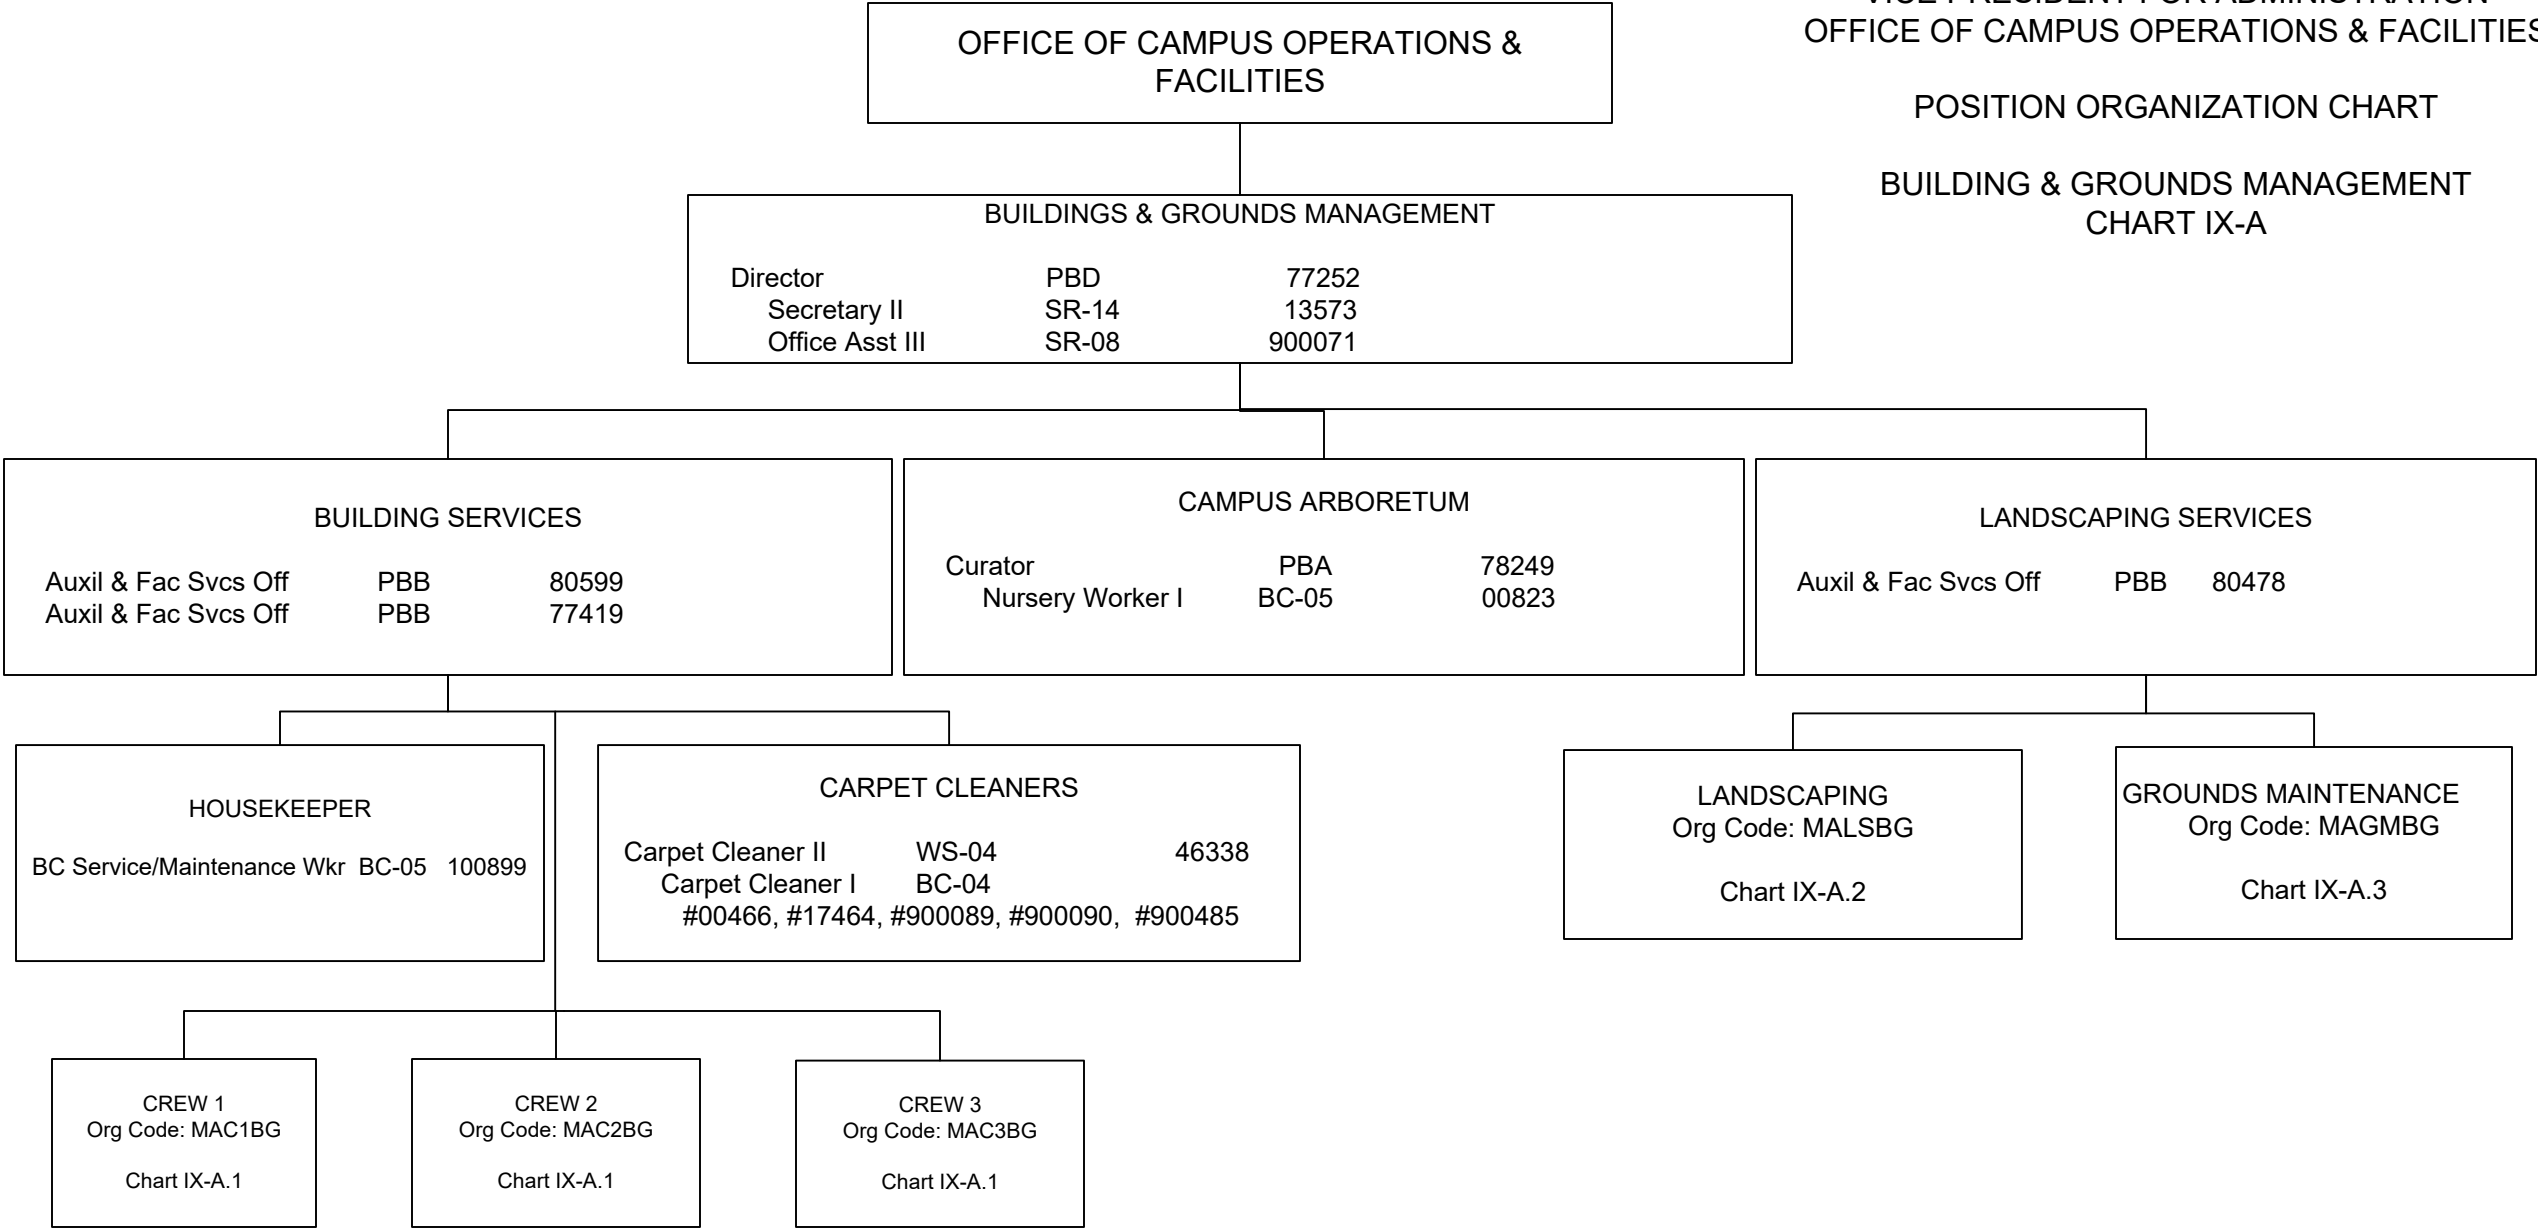 VICE PRESIDENT FOR ADMINISTRATION
OFFICE OF CAMPUS OPERATIONS & FACILITIES
POSITION ORGANIZATION CHART
BUILDING & GROUNDS MANAGEMENT
CHART IX-A
OFFICE OF CAMPUS OPERATIONS &
FACILITIES
BUILDINGS & GROUNDS MANAGEMENT
Director PBD 77252
Secretary II SR-14 13573
Office Asst III SR-08 900071
BUILDING SERVICES
Auxil & Fac Svcs Off PBB 80599
Auxil & Fac Svcs Off PBB 77419
CAMPUS ARBORETUM
Curator PBA 78249
Nursery Worker I BC-05 00823
LANDSCAPING SERVICES
Auxil & Fac Svcs Off PBB 80478
HOUSEKEEPER
BC Service/Maintenance Wkr BC-05 100899
CARPET CLEANERS
Carpet Cleaner II WS-04 46338
Carpet Cleaner I BC-04
#00466, #17464, #900089, #900090, #900485
LANDSCAPING
Org Code: MALSBG
Chart IX-A.2
GROUNDS MAINTENANCE
Org Code: MAGMBG
Chart IX-A.3
CREW 1
Org Code: MAC1BG
Chart IX-A.1
CREW 2
Org Code: MAC2BG
Chart IX-A.1
CREW 3
Org Code: MAC3BG
Chart IX-A.1